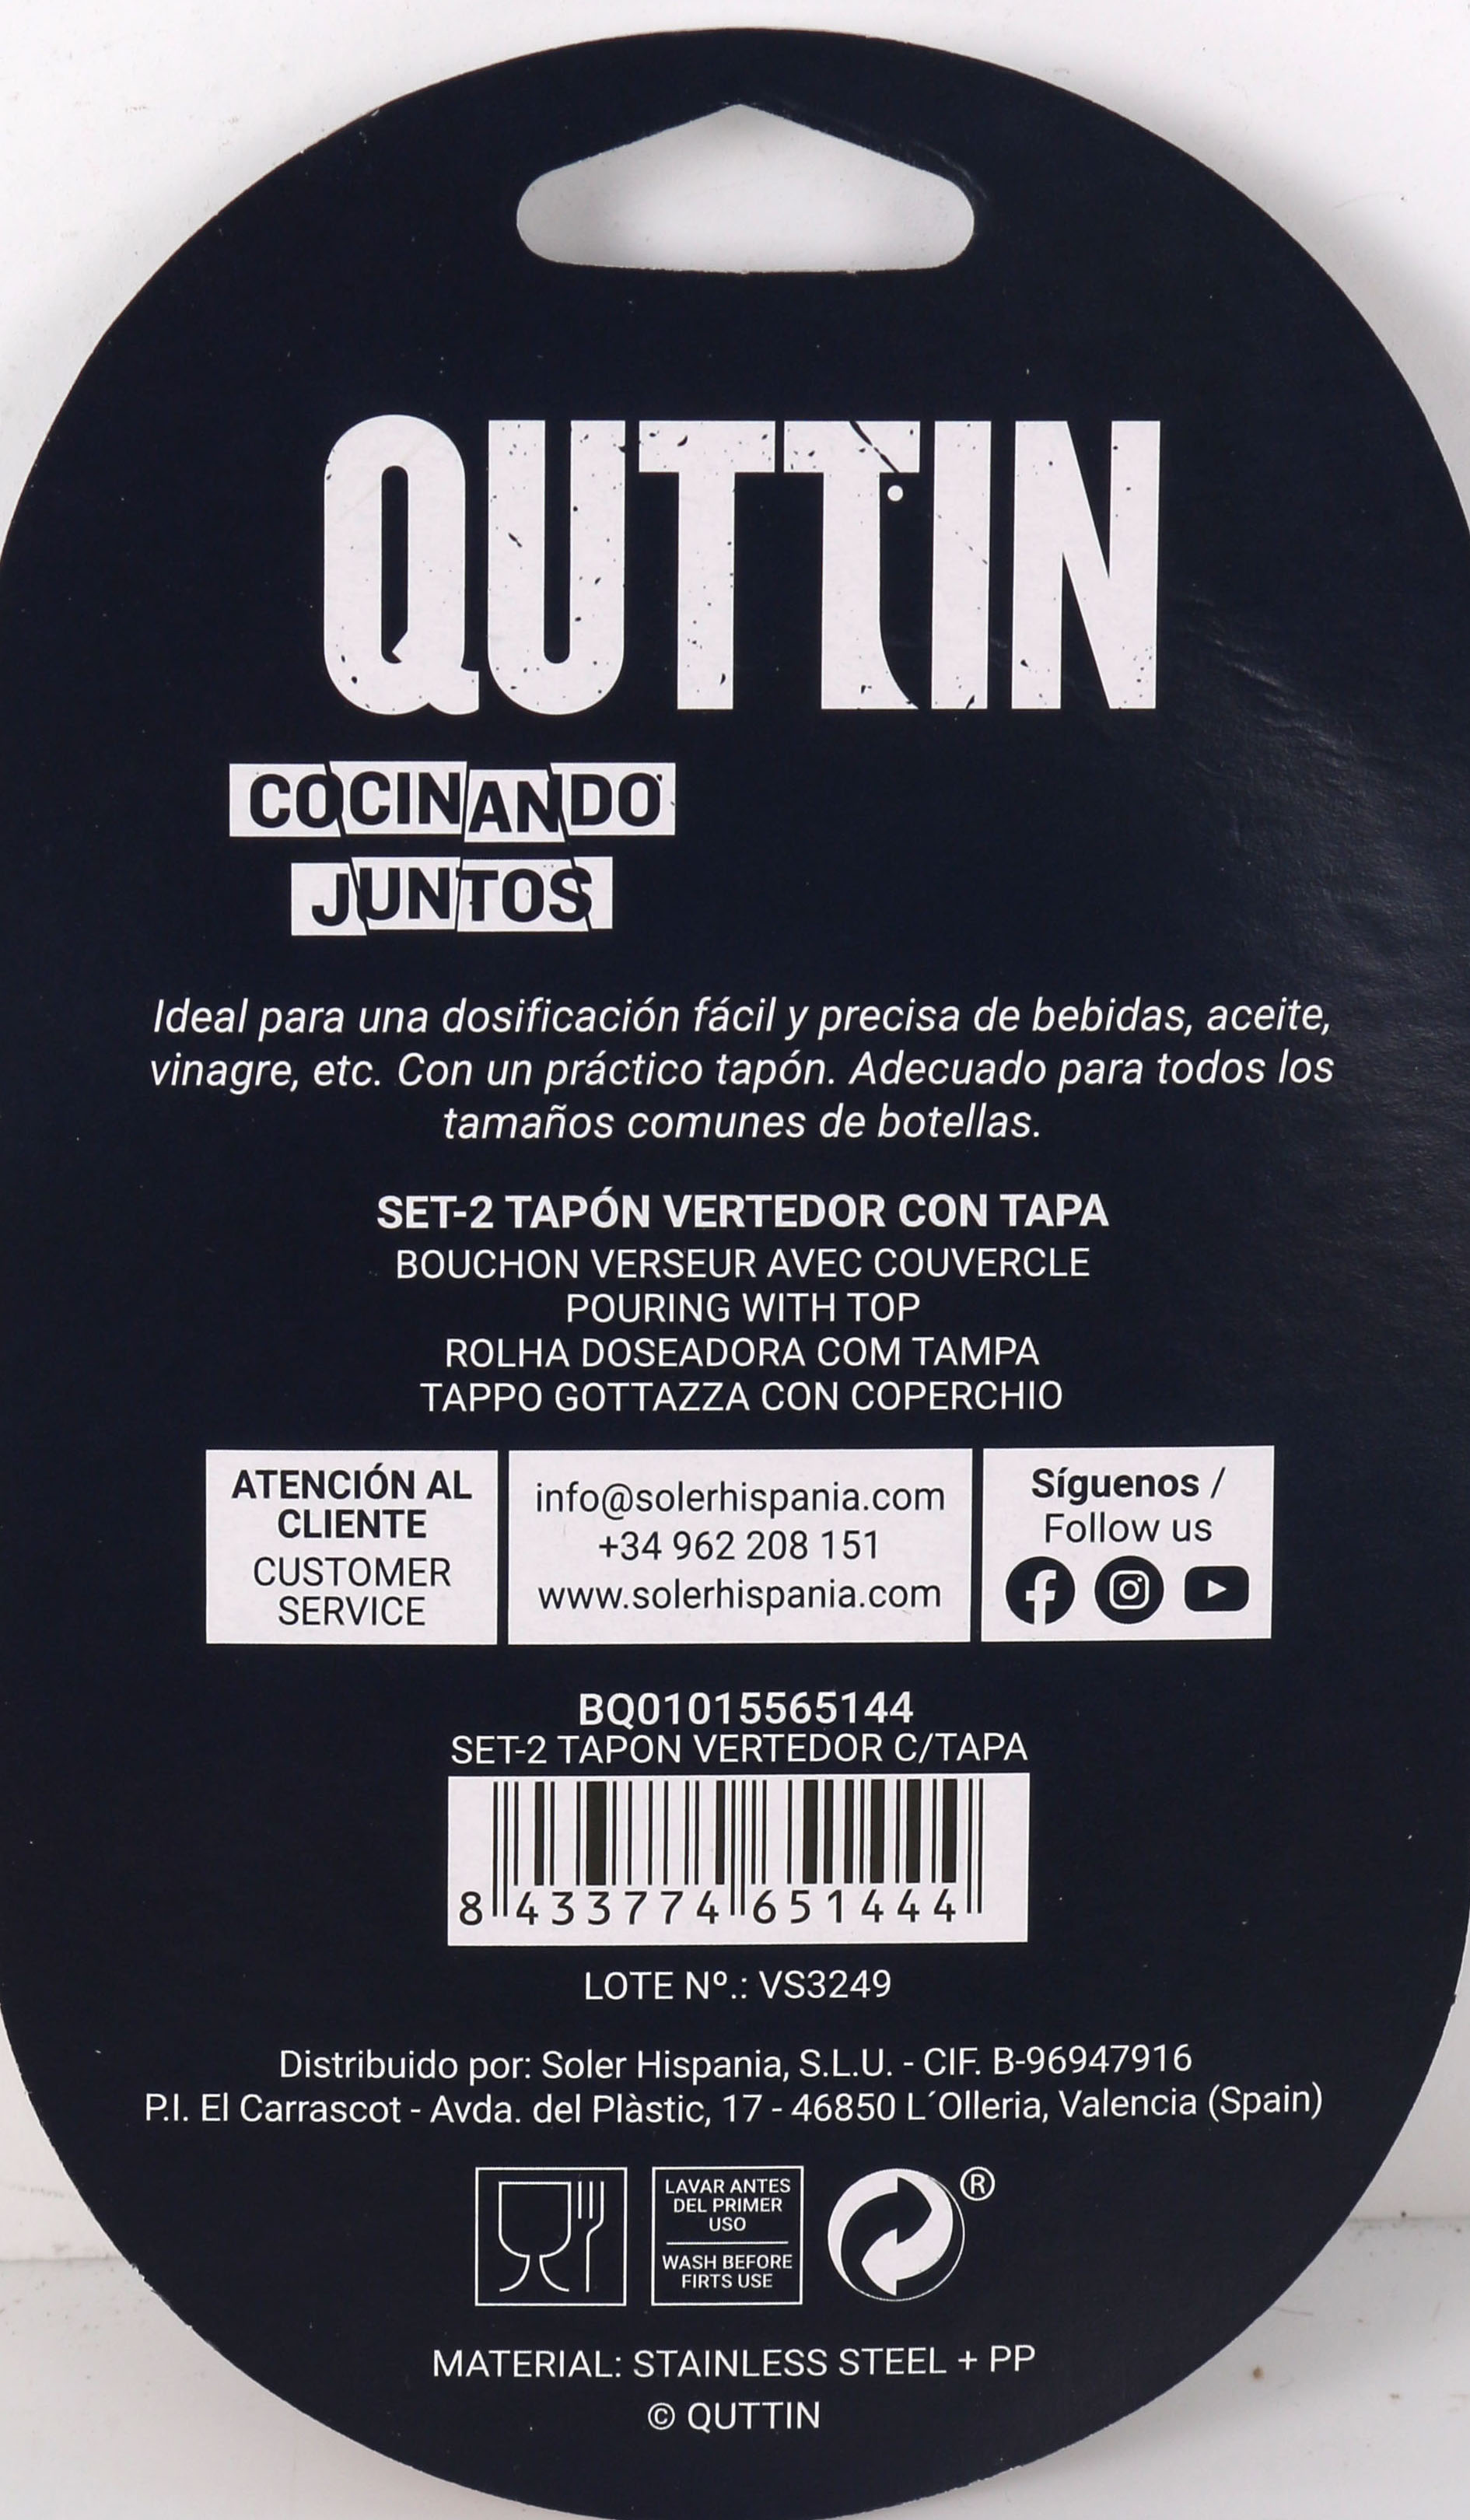 QUTTIN
COCINANDO
JUNTOS
Ideal para una dosificación fácil y precisa de bebidas, aceite,
vinagre, etc. Con un práctico tapón. Adecuado para todos los
tamaños comunes de botellas.
SET-2 TAPÓN VERTEDOR CON TAPA
BOUCHON VERSEUR AVEC COUVERCLE
POURING WITH TOP
ROLHA DOSEADORA COM TAMPA
TAPPO GOTTAZZA CON COPERCHIO
ATENCIÓN AL
CLIENTE
CUSTOMER
SERVICE
info@solerhispania.com
+34 962 208 151
www.solerhispania.com
Síguenos /
Follow us
BQ01015565144
SET-2 TAPON VERTEDOR C/TAPA
8 433774 651444
LOTE Nº.: VS3249
Distribuido por: Soler Hispania, S.L.U. - CIF. B-96947916
P.I. El Carrascot - Avda. del Plàstic, 17 - 46850 L´Olleria, Valencia (Spain)
LAVAR ANTES
DEL PRIMER
USO
WASH BEFORE
FIRTS USE
®
MATERIAL: STAINLESS STEEL + PP
© QUTTIN